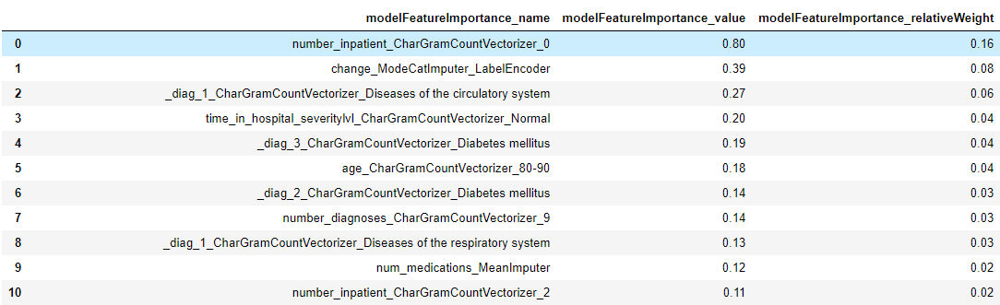 modelFeatureImportance_name modelFeatureImportance_value modelFeatureImportance_relativeWeight
0 number_inpatient_CharGramCountVectorizer_0 0.80 0.16
1 change_ModeCatImputer_LabelEncoder 0.39 0.08
2 _diag_1_CharGramCountVectorizer_Diseases of the circulatory system 0.27 0.06
3 time_in_hospital_severitylvl_CharGramCountVectorizer_Normal 0.20 0.04
4 _diag_3_CharGramCountVectorizer_Diabetes mellitus 0.19 0.04
5 age_CharGramCountVectorizer_80-90 0.18 0.04
6 _diag_2_CharGramCountVectorizer_Diabetes mellitus 0.14 0.03
7 number_diagnoses_CharGramCountVectorizer_9 0.14 0.03
8 _diag_1_CharGramCountVectorizer_Diseases of the respiratory system 0.13 0.03
9 num_medications_MeanImputer 0.12 0.02
10 number_inpatient_CharGramCountVectorizer_2 0.11 0.02